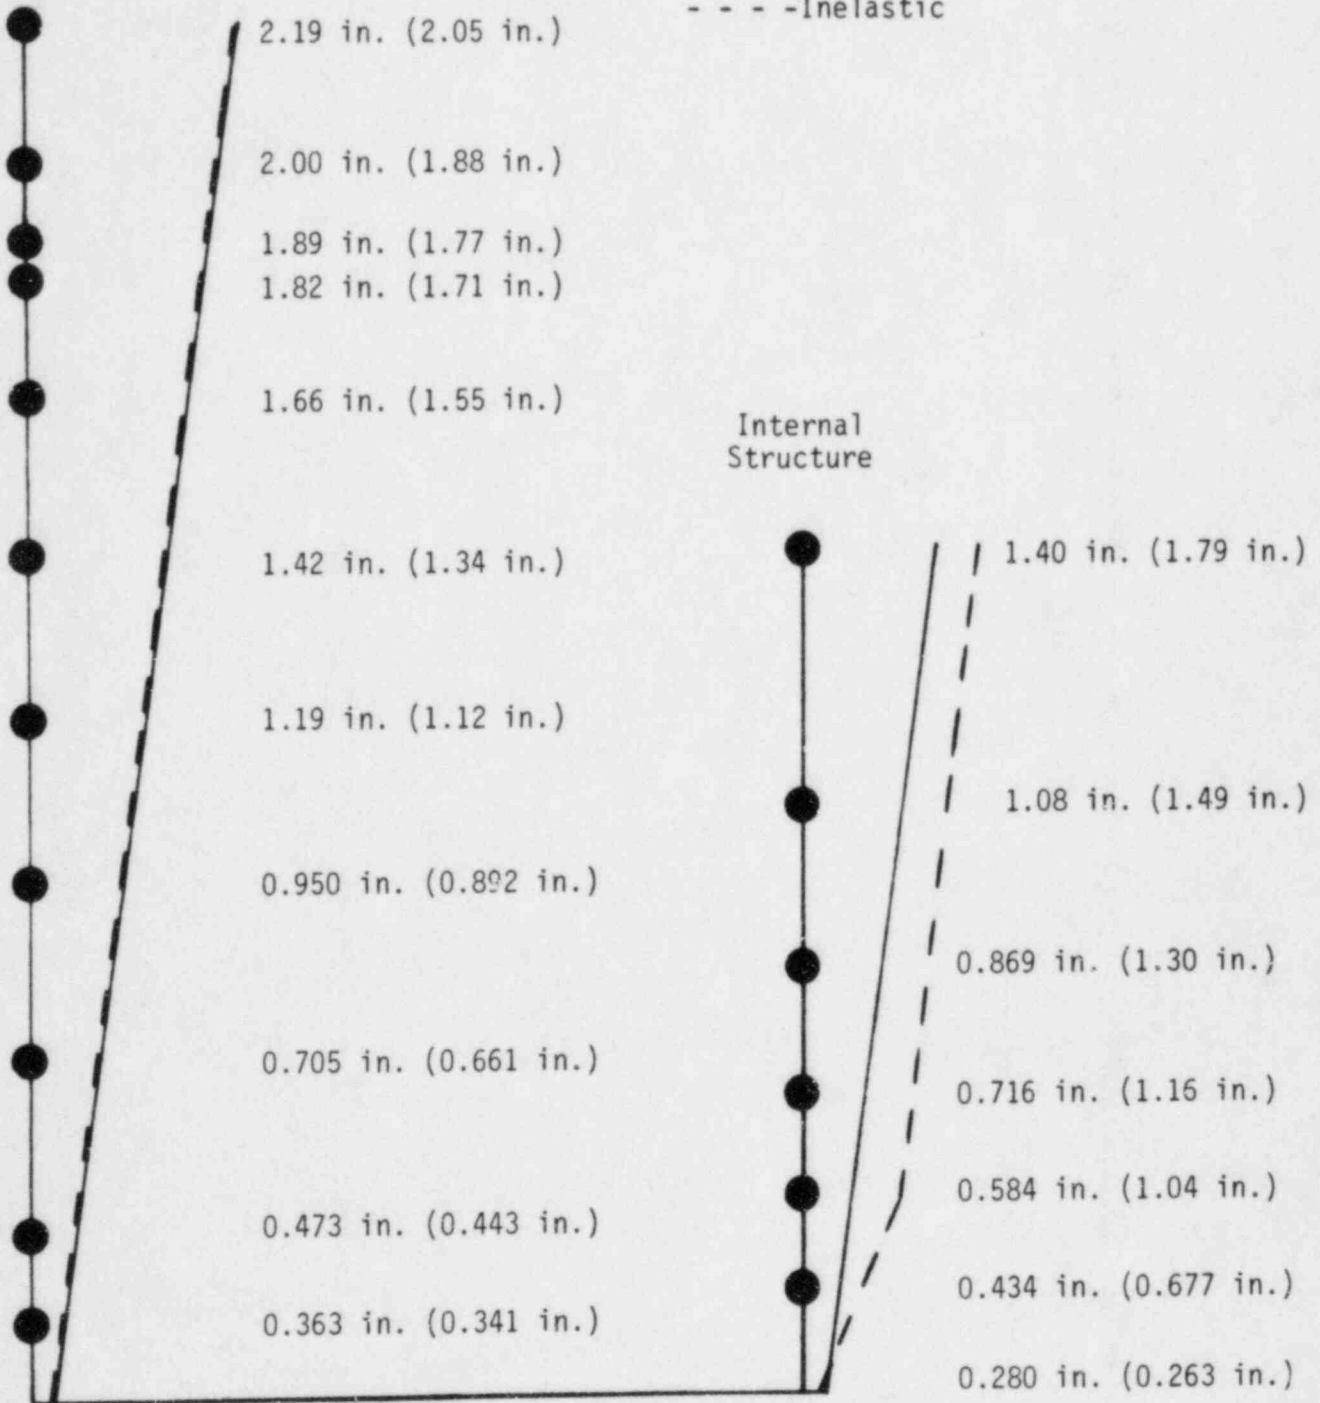 - - - -Inelastic
2.19 in. (2.05 in.)
2.00 in. (1.88 in.)
1.89 in. (1.77 in.)
1.82 in. (1.71 in.)
1.66 in. (1.55 in.)
Internal
Structure
1.42 in. (1.34 in.)
1.40 in. (1.79 in.)
1.19 in. (1.12 in.)
1.08 in. (1.49 in.)
0.950 in. (0.892 in.)
0.869 in. (1.30 in.)
0.705 in. (0.661 in.)
0.716 in. (1.16 in.)
0.584 in. (1.04 in.)
0.473 in. (0.443 in.)
0.434 in. (0.677 in.)
0.363 in. (0.341 in.)
0.280 in. (0.263 in.)